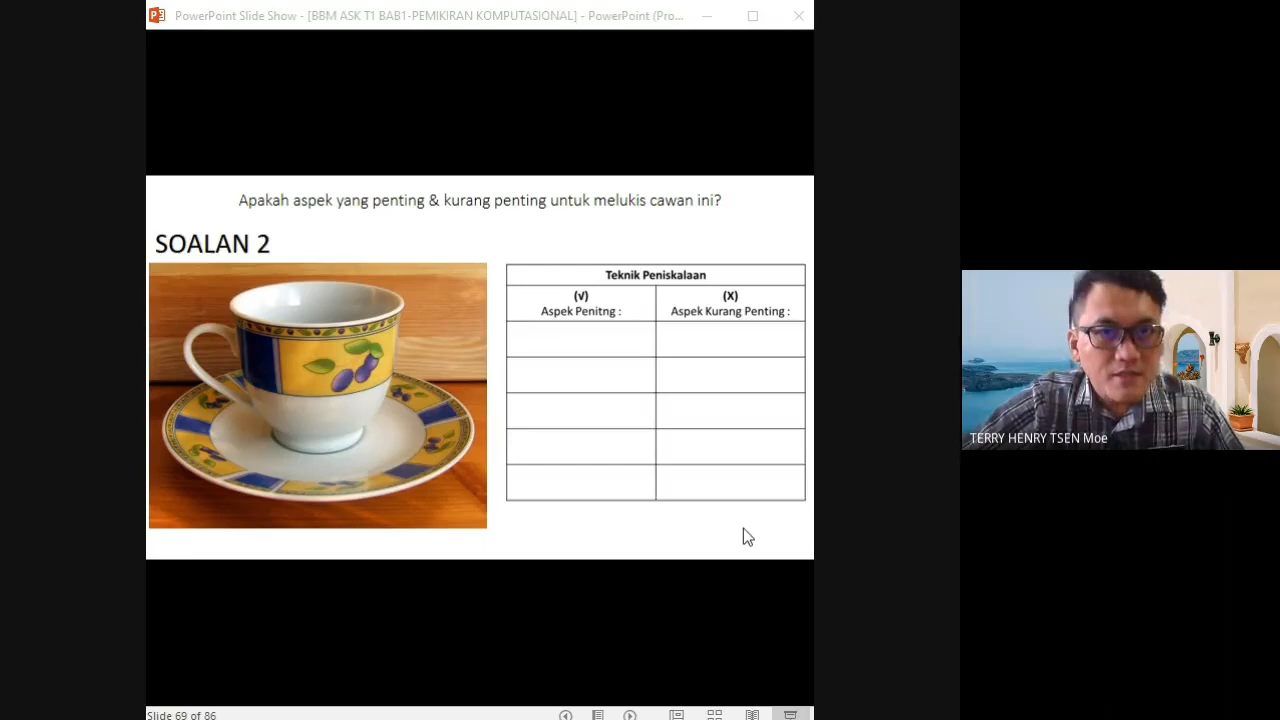 PowerPoint Slide Show - [BBM ASK T1 BAB1-PEMIKIRAN KOMPUTASIONAL] - PowerPoint (Pro...
Apakah aspek yang penting & kurang penting untuk melukis cawan ini?
SOALAN 2
Teknik Peniskalaan
(√) (X)
Aspek Penitng : Aspek Kurang Penting :
TERRY HENRY TSEN Moe
Slide 69 of 86